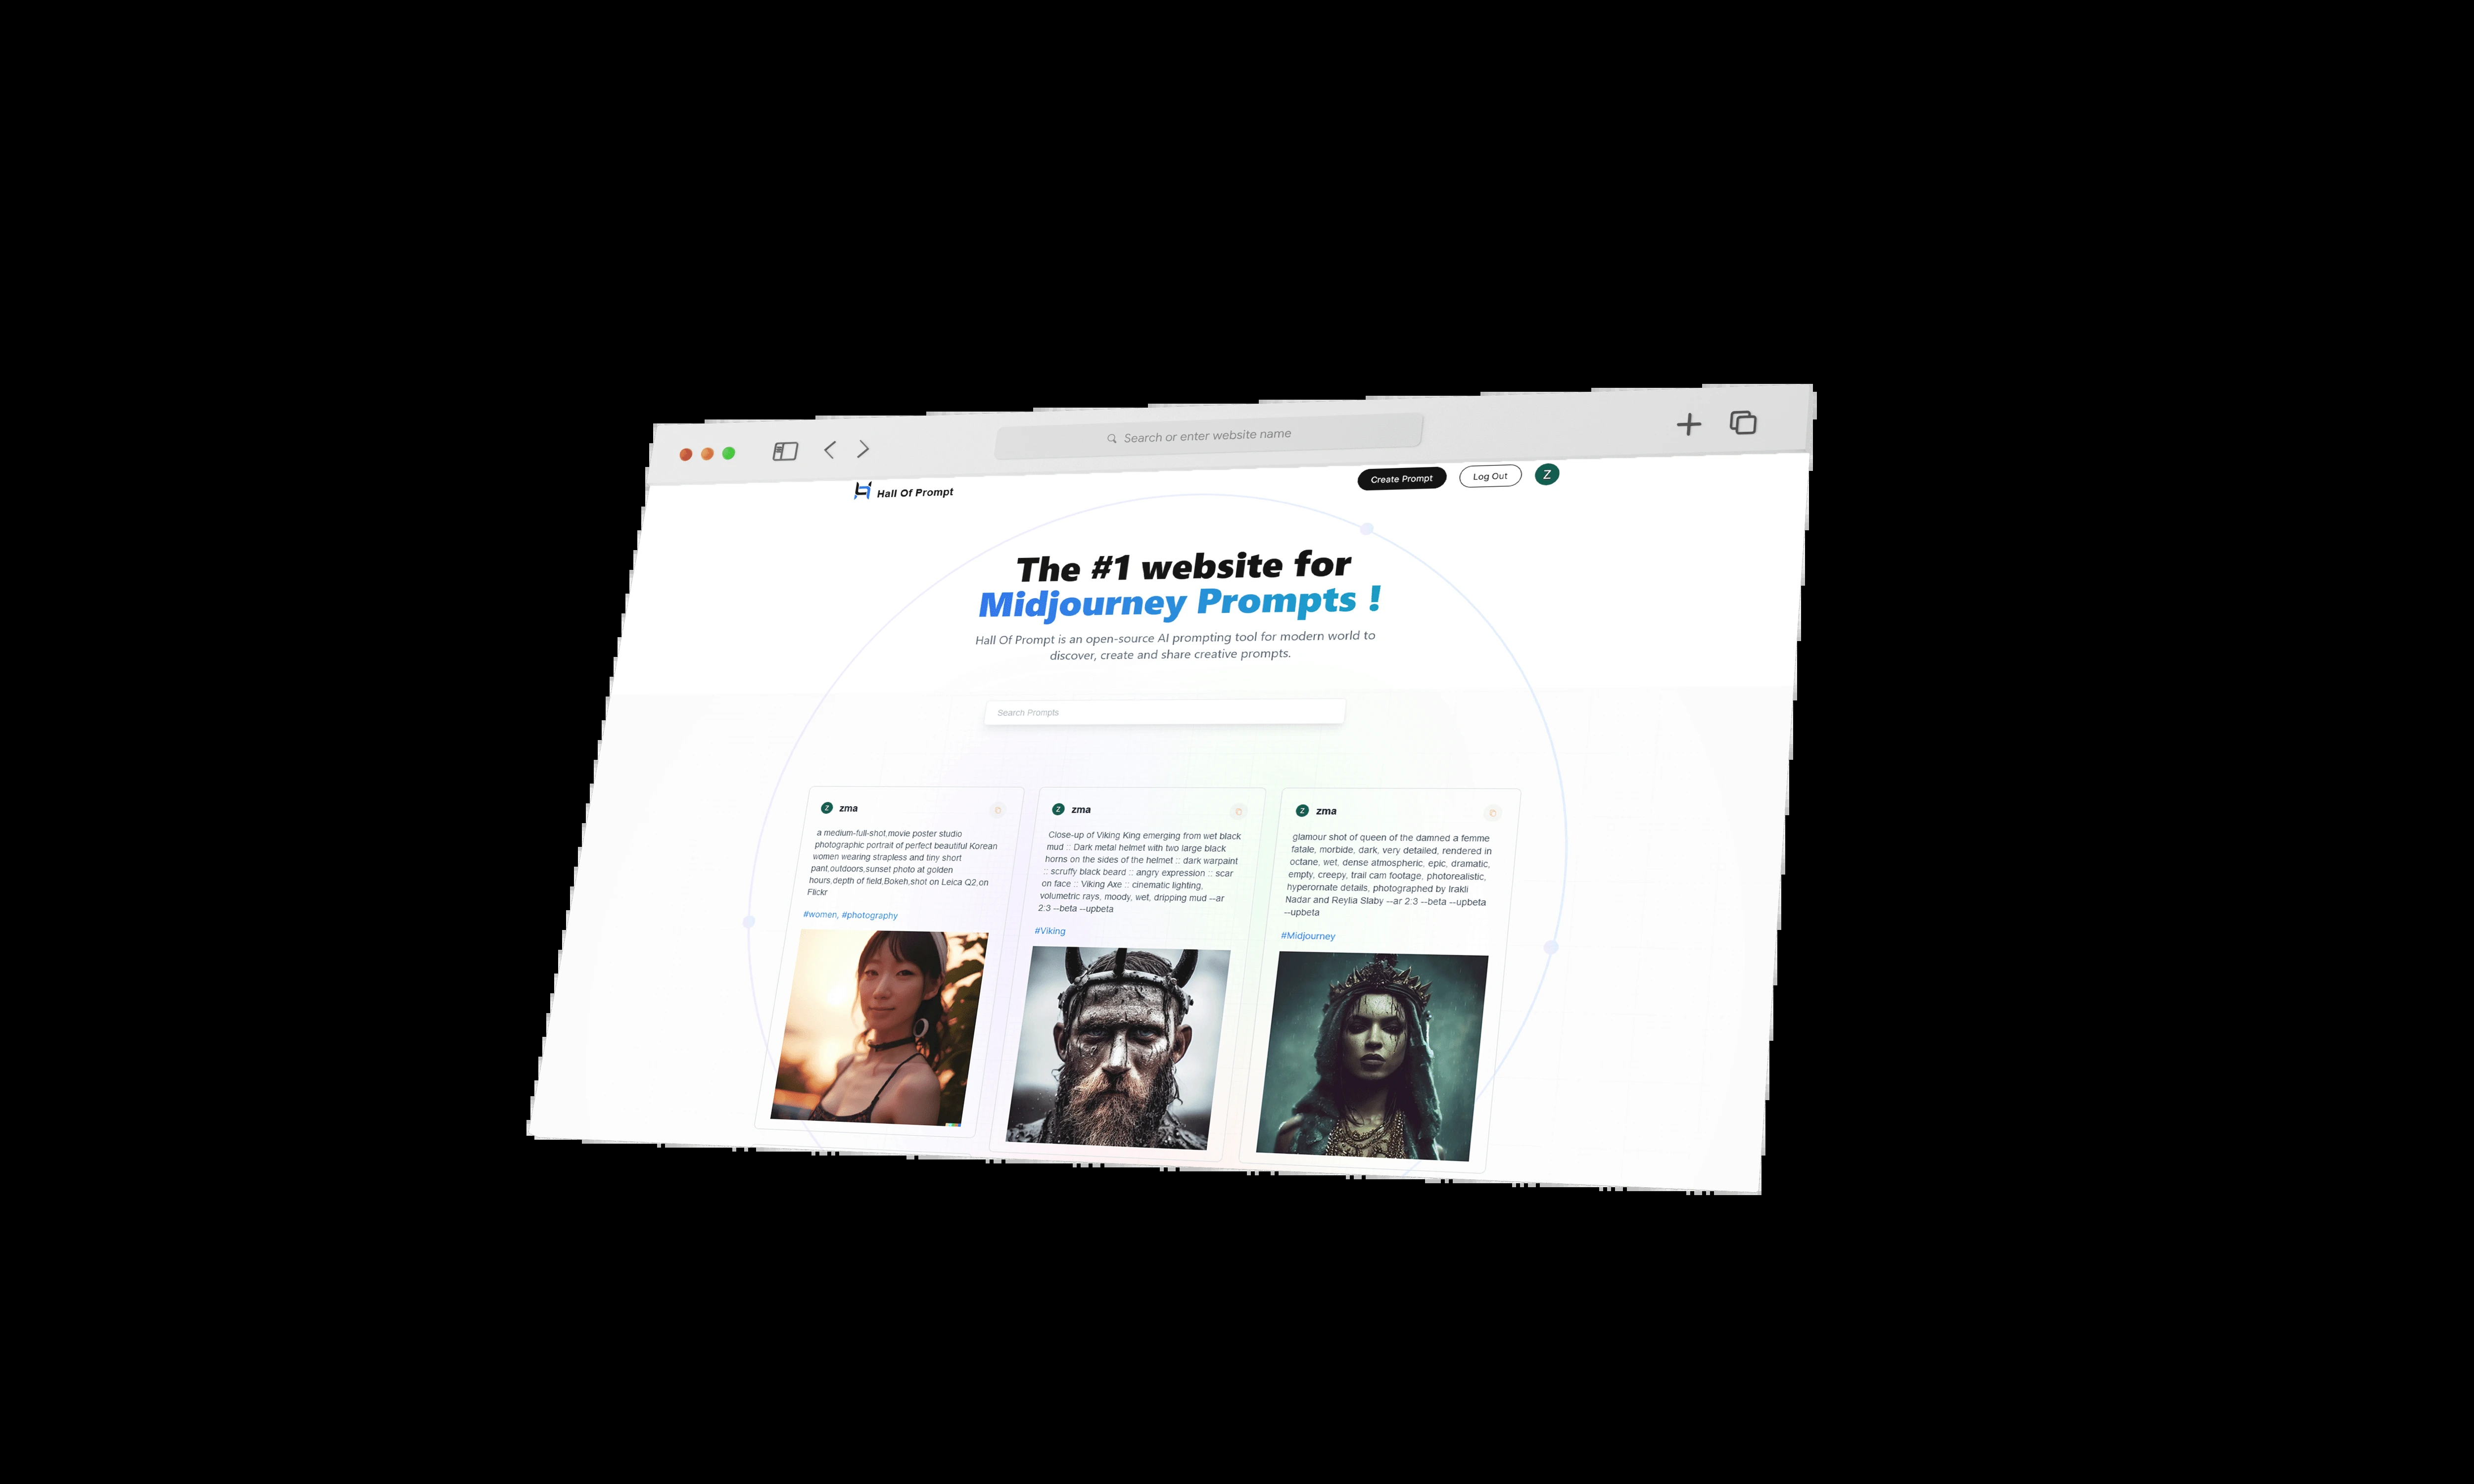 Search or enter website name
Hall Of Prompt
Create Prompt
Log Out
Z
The #1 website for
Midjourney Prompts !
Hall Of Prompt is an open-source AI prompting tool for modern world to
discover, create and share creative prompts.
Search Prompts
Z zma
a medium-full-shot,movie poster studio
photographic portrait of perfect beautiful Korean
women wearing strapless and tiny short
pant,outdoors,sunset photo at golden
hours,depth of field,Bokeh,shot on Leica Q2,on
Flickr
#women, #photography
Z zma
Close-up of Viking King emerging from wet black
mud :: Dark metal helmet with two large black
horns on the sides of the helmet :: dark warpaint
:: scruffy black beard :: angry expression :: scar
on face :: Viking Axe :: cinematic lighting,
volumetric rays, moody, wet, dripping mud --ar
2:3 --beta --upbeta
#Viking
Z zma
glamour shot of queen of the damned a femme
fatale, morbide, dark, very detailed, rendered in
octane, wet, dense atmospheric, epic, dramatic,
empty, creepy, trail cam footage, photorealistic,
hyperornate details, photographed by Irakli
Nadar and Reylia Slaby --ar 2:3 --beta --upbeta
--upbeta
#Midjourney